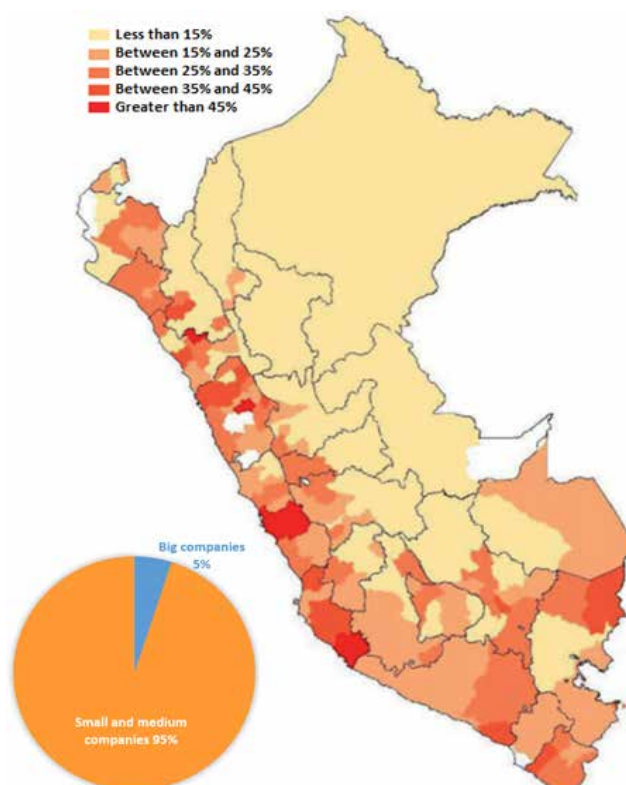 Less than 15%
Between 15% and 25%
Between 25% and 35%
Between 35% and 45%
Greater than 45%
Big companies
5%
Small and medium
companies 95%